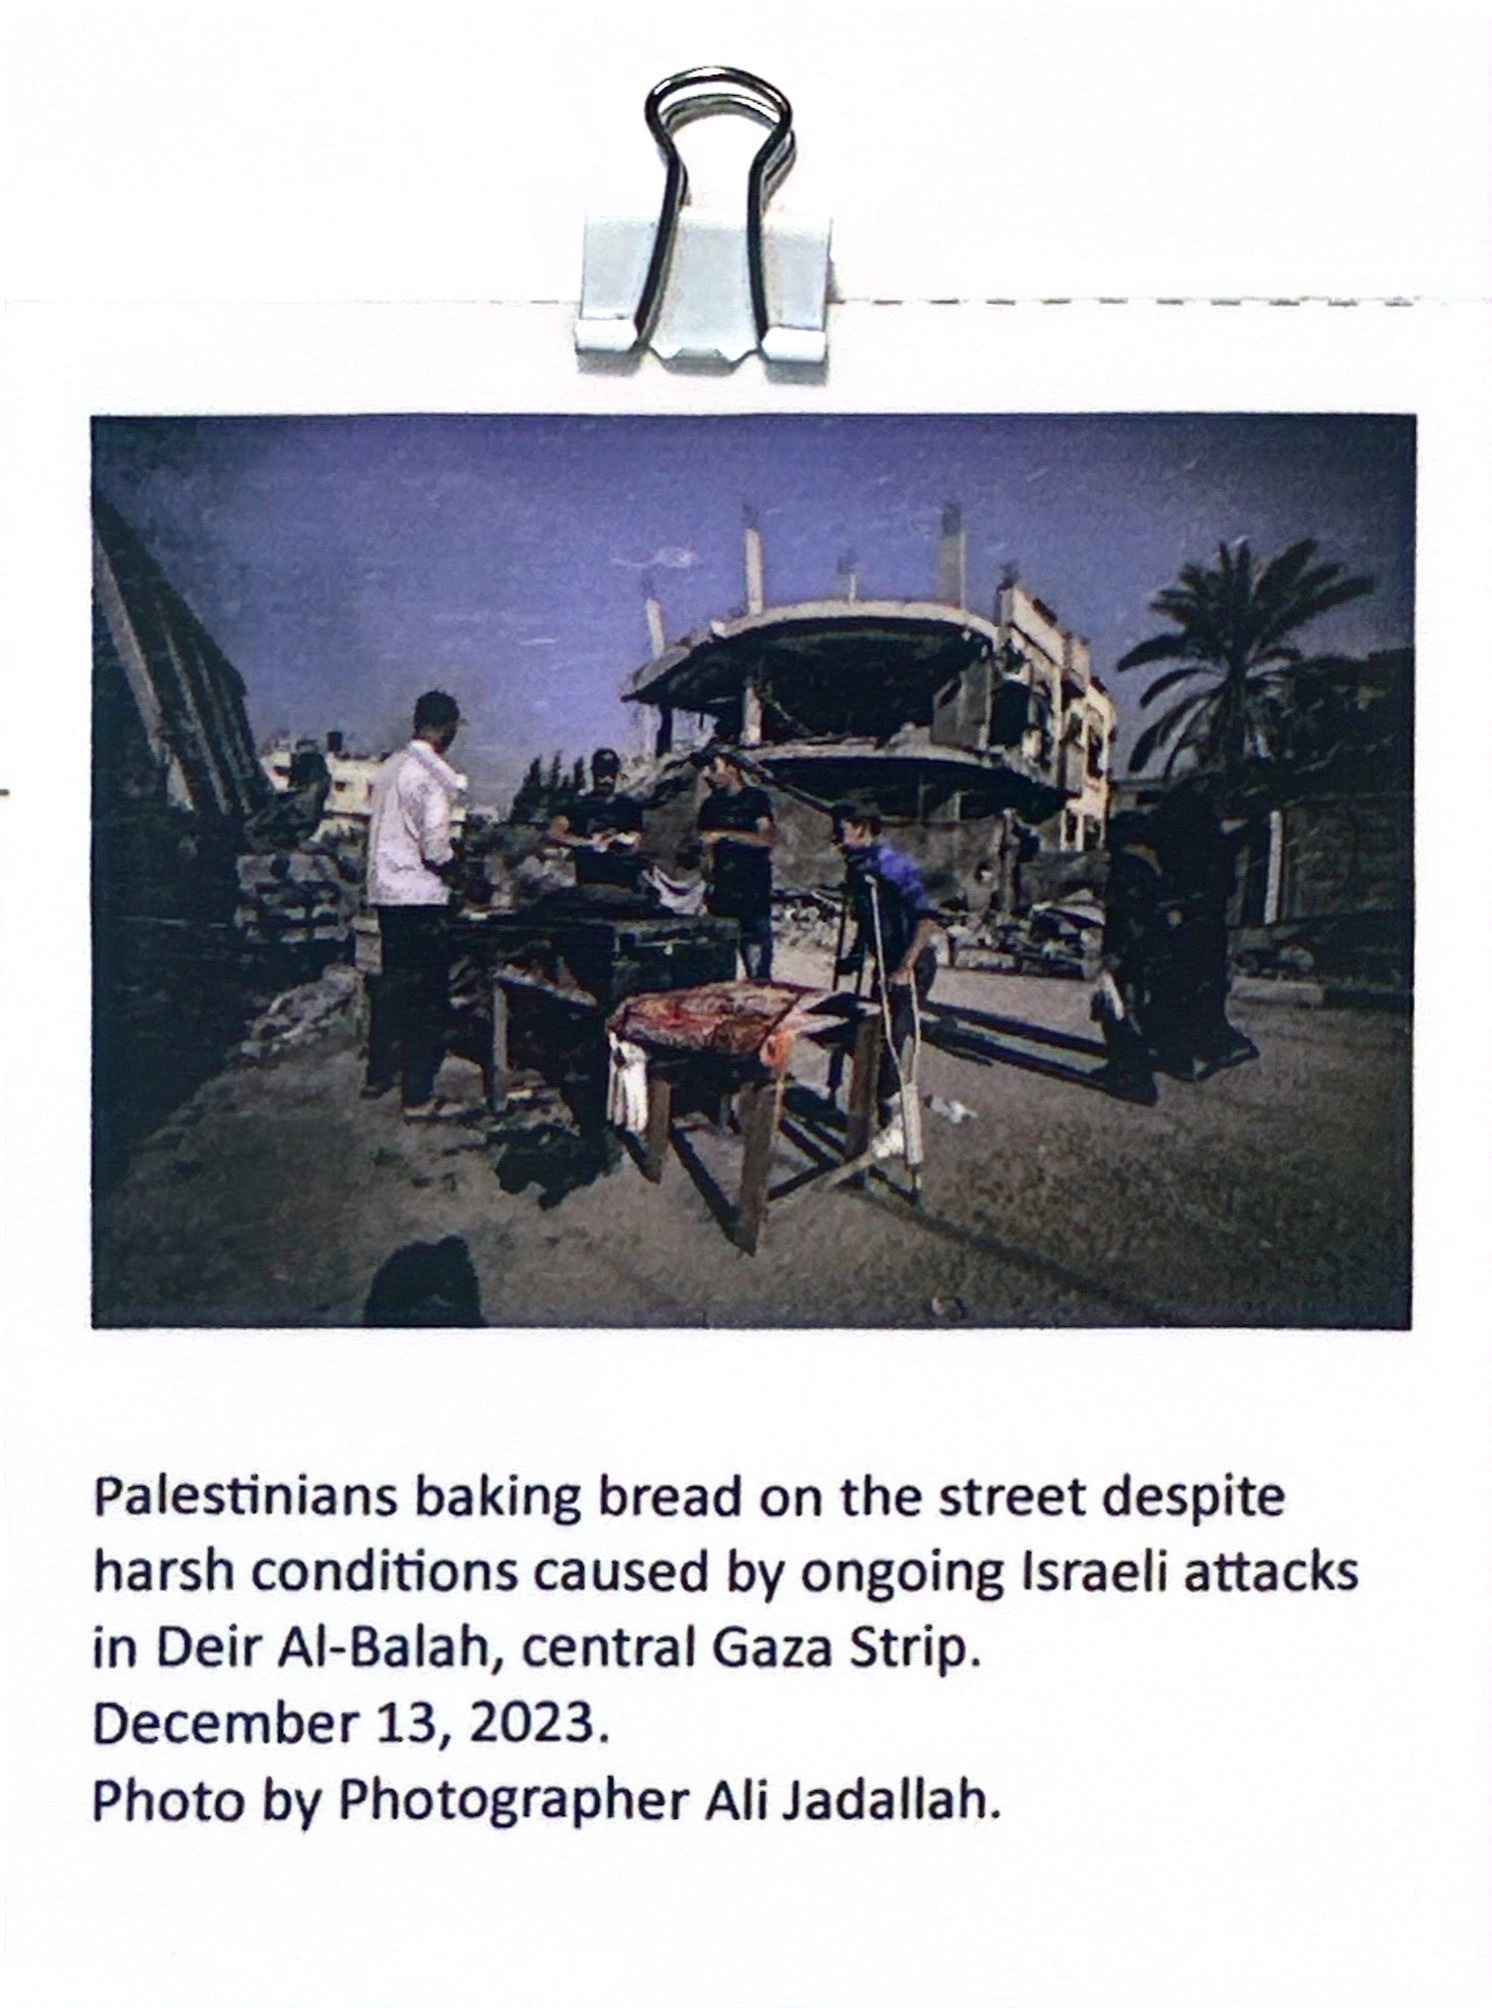 Palestinians baking bread on the street despite
harsh conditions caused by ongoing Israeli attacks
in Deir Al-Balah, central Gaza Strip.
December 13, 2023.
Photo by Photographer Ali Jadallah.